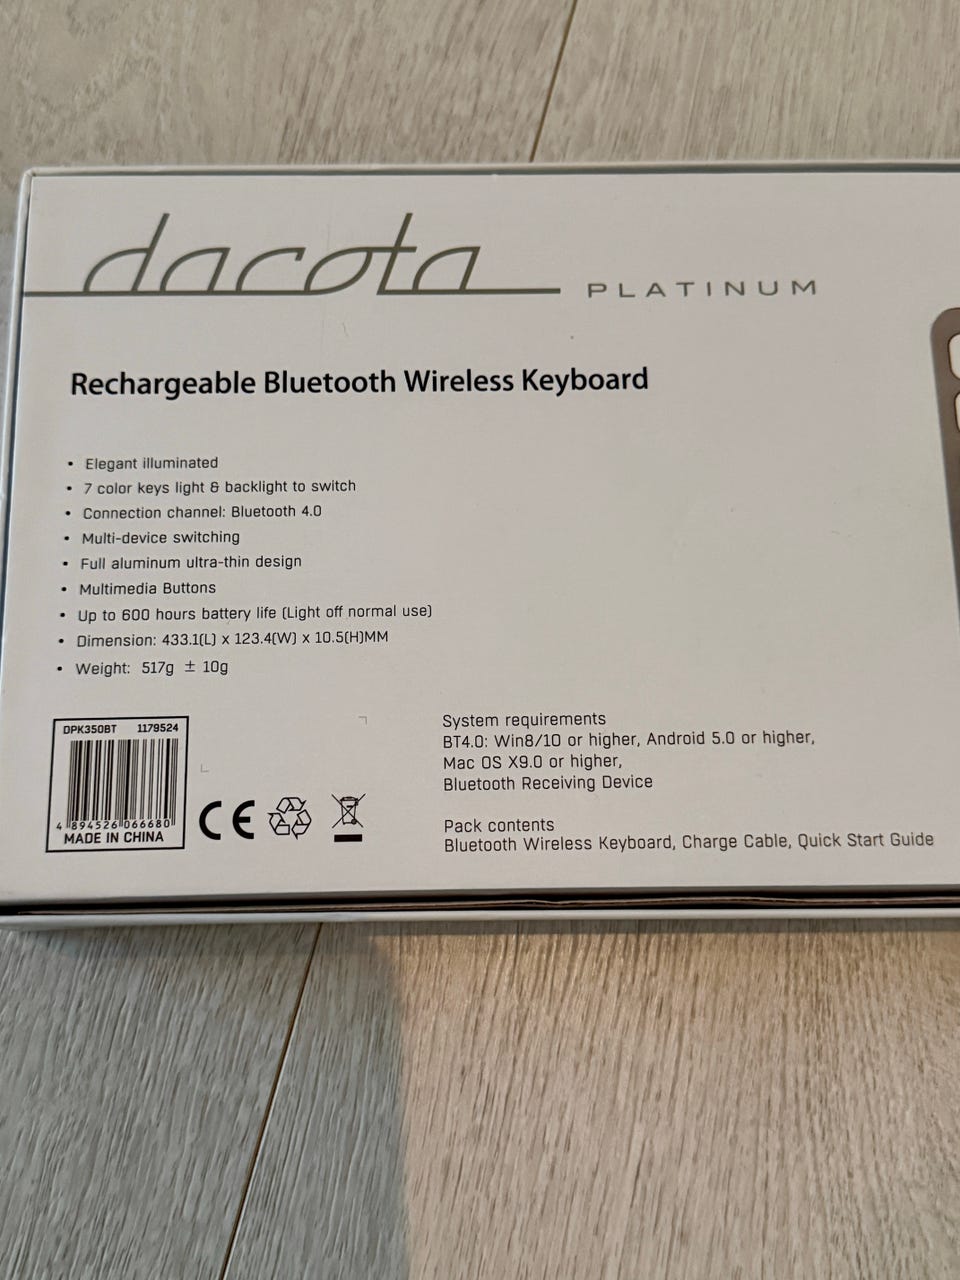 dacota PLATINUM
Rechargeable Bluetooth Wireless Keyboard
• Elegant illuminated
• 7 color keys light & backlight to switch
• Connection channel: Bluetooth 4.0
• Multi-device switching
• Full aluminum ultra-thin design
• Multimedia Buttons
• Up to 600 hours battery life (Light off normal use)
• Dimension: 433.1(L) x 123.4(W) x 10.5(H)MM
• Weight: 517g ± 10g
DPK350BT 1179524
4 894526 066680
MADE IN CHINA
CE
System requirements
BT4.0: Win8/10 or higher, Android 5.0 or higher,
Mac OS X9.0 or higher,
Bluetooth Receiving Device
Pack contents
Bluetooth Wireless Keyboard, Charge Cable, Quick Start Guide